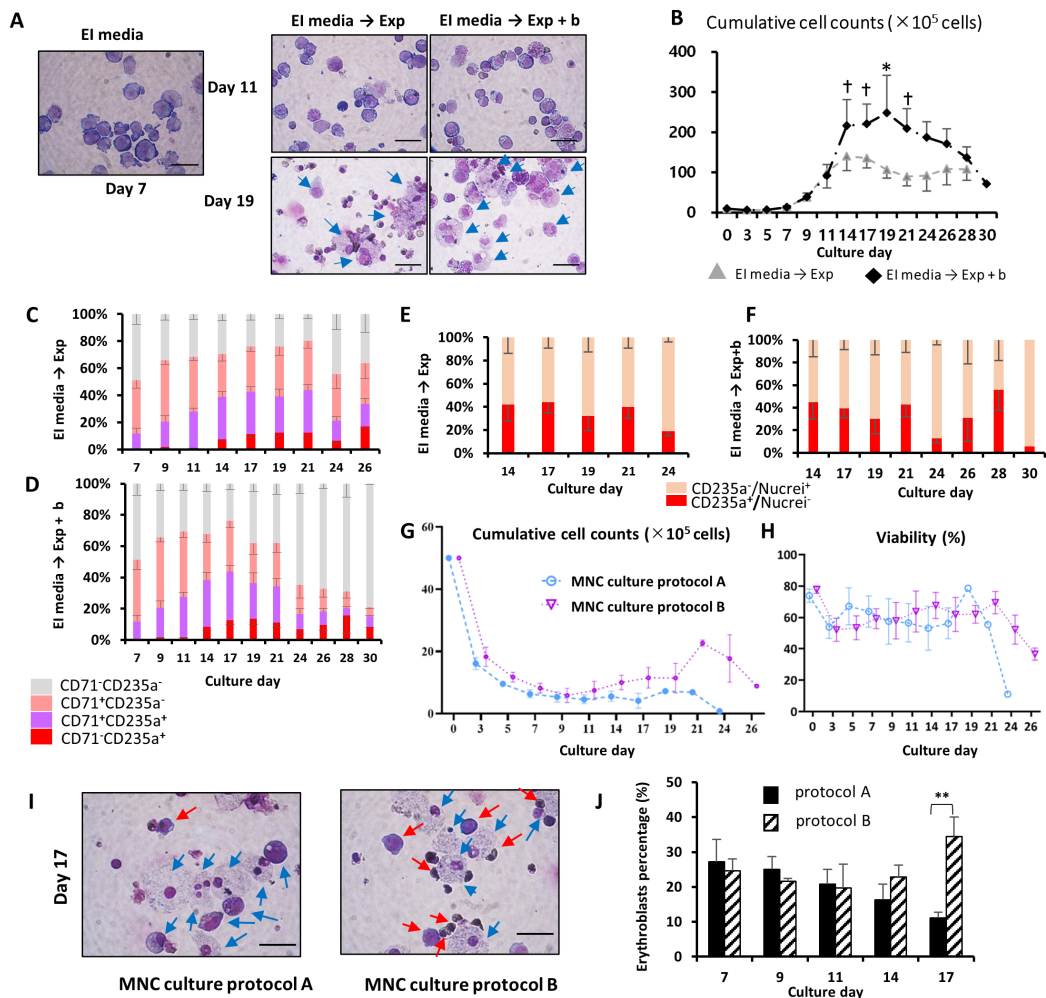 A
EI media
Day 7
EI media → Exp
EI media → Exp + b
Day 11
Day 19
B
Cumulative cell counts (×10⁵ cells)
400
300
200
100
0
† † * †
0 3 5 7 9 11 14 17 19 21 24 26 28 30
Culture day
EI media → Exp
EI media → Exp + b
C
EI media → Exp
100%
80%
60%
40%
20%
0%
7 9 11 14 17 19 21 24 26
D
EI media → Exp + b
100%
80%
60%
40%
20%
0%
7 9 11 14 17 19 21 24 26 28 30
Culture day
CD71⁻CD235a⁻
CD71⁺CD235a⁻
CD71⁺CD235a⁺
CD71⁻CD235a⁺
E
EI media → Exp
100%
80%
60%
40%
20%
0%
14 17 19 21 24
Culture day
F
EI media → Exp+b
100%
80%
60%
40%
20%
0%
14 17 19 21 24 26 28 30
Culture day
CD235a⁻/Nucrei⁺
CD235a⁺/Nucrei⁻
G
Cumulative cell counts (×10⁵ cells)
60
40
20
0
MNC culture protocol A
MNC culture protocol B
0 3 5 7 9 11 14 17 19 21 24 26
Culture day
H
Viability (%)
100
80
60
40
20
0
0 3 5 7 9 11 14 17 19 21 24 26
Culture day
I
Day 17
MNC culture protocol A
MNC culture protocol B
J
Erythroblasts percentage (%)
50
40
30
20
10
0
protocol A
protocol B
**
7 9 11 14 17
Culture day